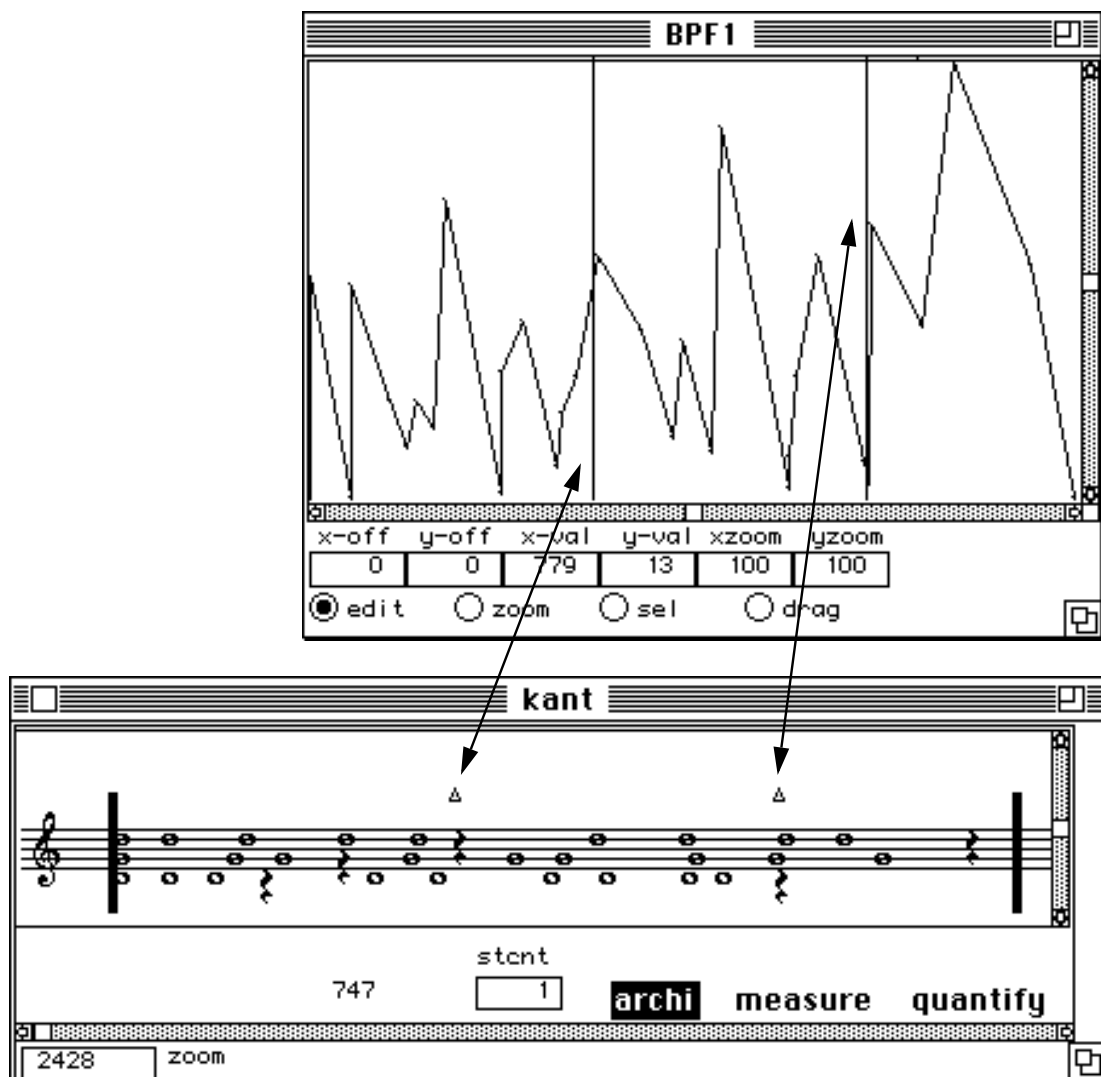 BPF1
x-off y-off x-val y-val xzoom yzoom
0 0 779 13 100 100
edit zoom sel drag
kant
stcnt
747 1 archi measure quantify
2428 zoom